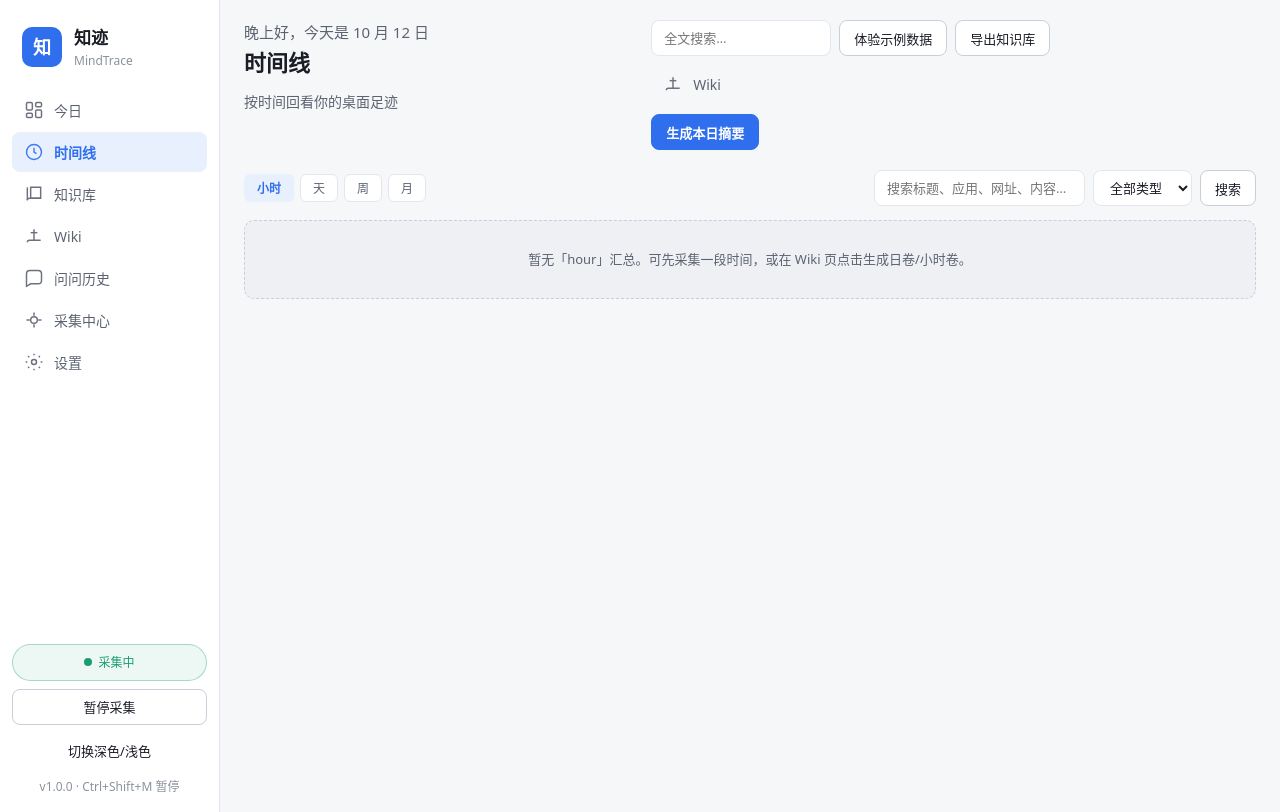 知
知迹
MindTrace
今日
时间线
知识库
Wiki
问问历史
采集中心
设置
采集中
暂停采集
切换深色/浅色
v1.0.0 · Ctrl+Shift+M 暂停
晚上好，今天是 10 月 12 日
时间线
按时间回看你的桌面足迹
全文搜索...
体验示例数据
导出知识库
Wiki
生成本日摘要
小时
天
周
月
搜索标题、应用、网址、内容...
全部类型
搜索
暂无「hour」汇总。可先采集一段时间，或在 Wiki 页点击生成日卷/小时卷。